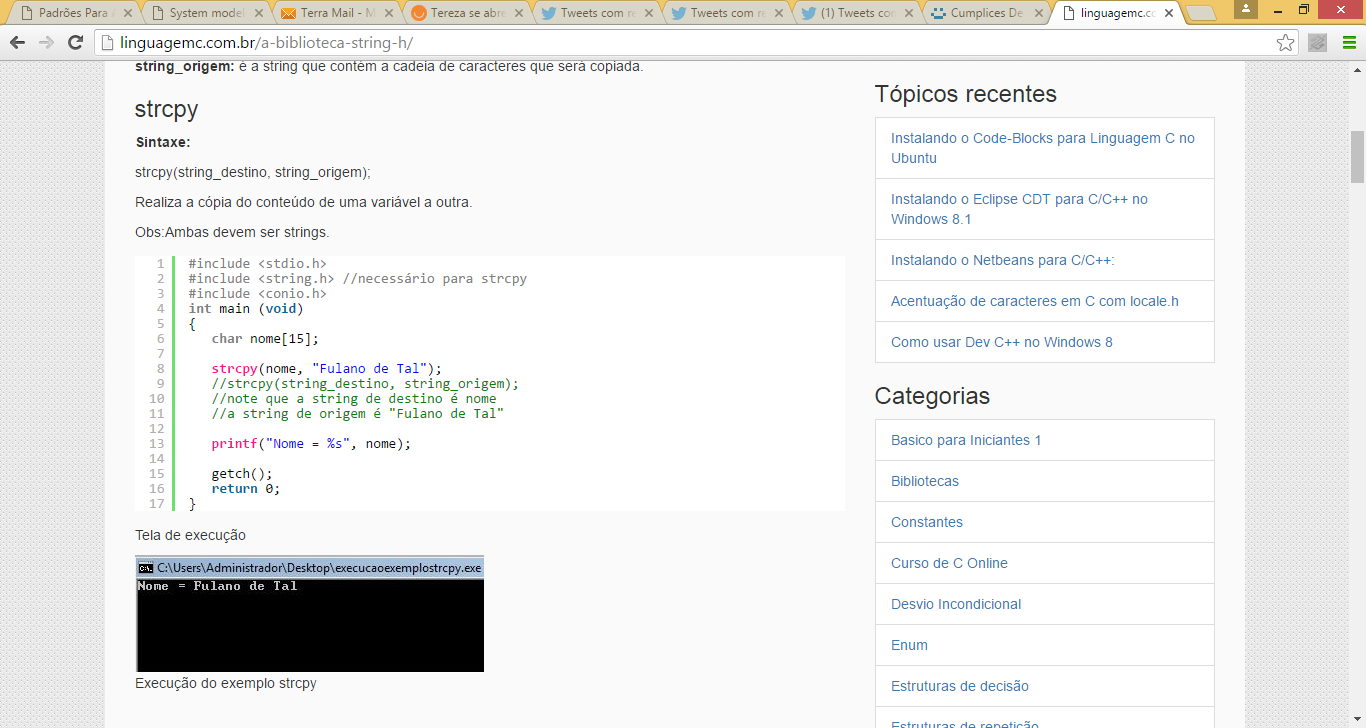 Padrões Para
System model
Terra Mail - M
Tereza se abre
Tweets com
Tweets com
(1) Tweets co
Cumplices De
linguagemc.co
linguagemc.com.br/a-biblioteca-string-h/
string_origem: é a string que contém a cadeia de caracteres que será copiada.
strcpy
Sintaxe:
strcpy(string_destino, string_origem);
Realiza a cópia do conteúdo de uma variável a outra.
Obs:Ambas devem ser strings.
1 #include <stdio.h>
2 #include <string.h> //necessário para strcpy
3 #include <conio.h>
4 int main (void)
5 {
6 char nome[15];
7
8 strcpy(nome, "Fulano de Tal");
9 //strcpy(string_destino, string_origem);
10 //note que a string de destino é nome
11 //a string de origem é "Fulano de Tal"
12
13 printf("Nome = %s", nome);
14
15 getch();
16 return 0;
17 }
Tela de execução
C:\Users\Administrador\Desktop\execucaoexemplostrcpy.exe
Nome = Fulano de Tal
Execução do exemplo strcpy
Tópicos recentes
Instalando o Code-Blocks para Linguagem C no
Ubuntu
Instalando o Eclipse CDT para C/C++ no
Windows 8.1
Instalando o Netbeans para C/C++:
Acentuação de caracteres em C com locale.h
Como usar Dev C++ no Windows 8
Categorias
Basico para Iniciantes 1
Bibliotecas
Constantes
Curso de C Online
Desvio Incondicional
Enum
Estruturas de decisão
Estruturas de repetição